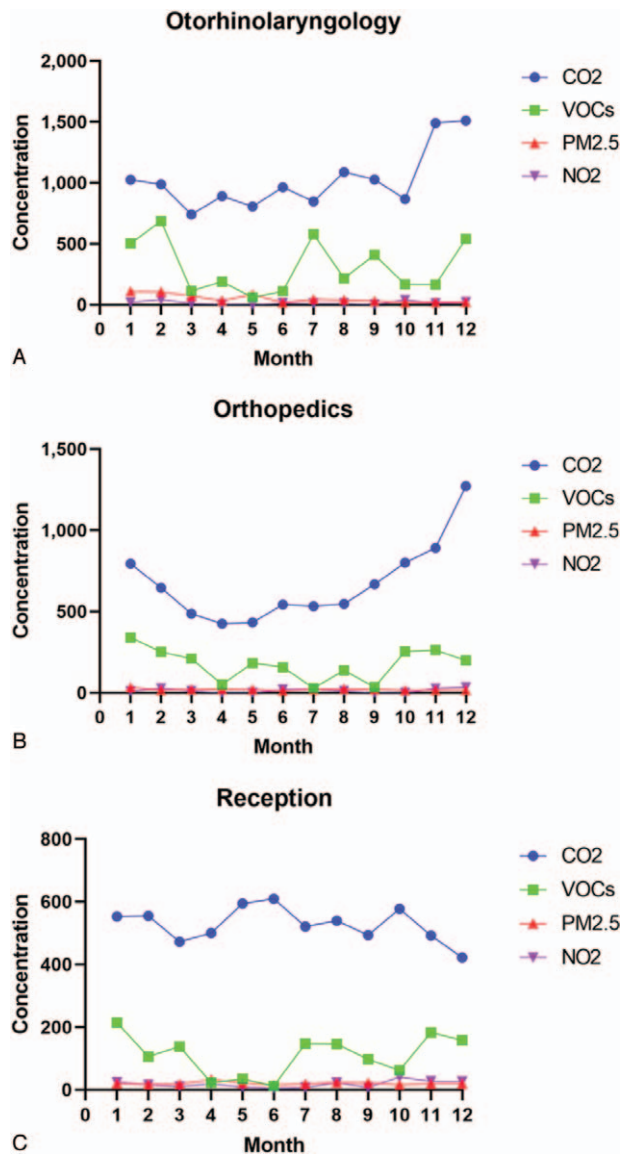 Otorhinolaryngology
2,000
1,500
1,000
500
0
Concentration
0 1 2 3 4 5 6 7 8 9 10 11 12
Month
CO2
VOCs
PM2.5
NO2
A
Orthopedics
1,500
1,000
500
0
Concentration
0 1 2 3 4 5 6 7 8 9 10 11 12
Month
CO2
VOCs
PM2.5
NO2
B
Reception
800
600
400
200
0
Concentration
0 1 2 3 4 5 6 7 8 9 10 11 12
Month
CO2
VOCs
PM2.5
NO2
C